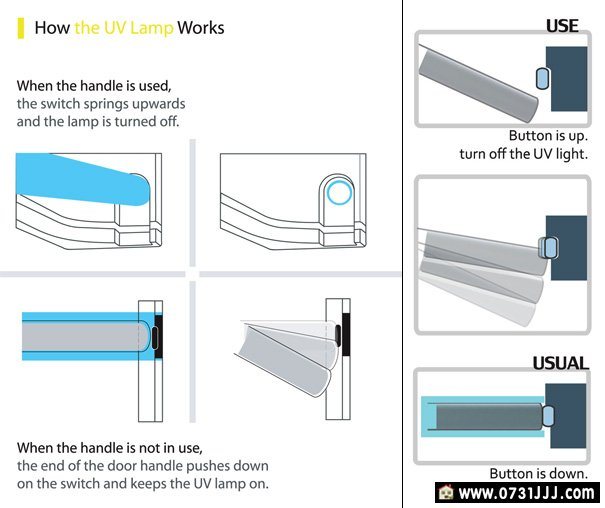 How the UV Lamp Works
When the handle is used,
the switch springs upwards
and the lamp is turned off.
When the handle is not in use,
the end of the door handle pushes down
on the switch and keeps the UV lamp on.
USE
Button is up.
turn off the UV light.
USUAL
Button is down.
www.0731JJJ.com